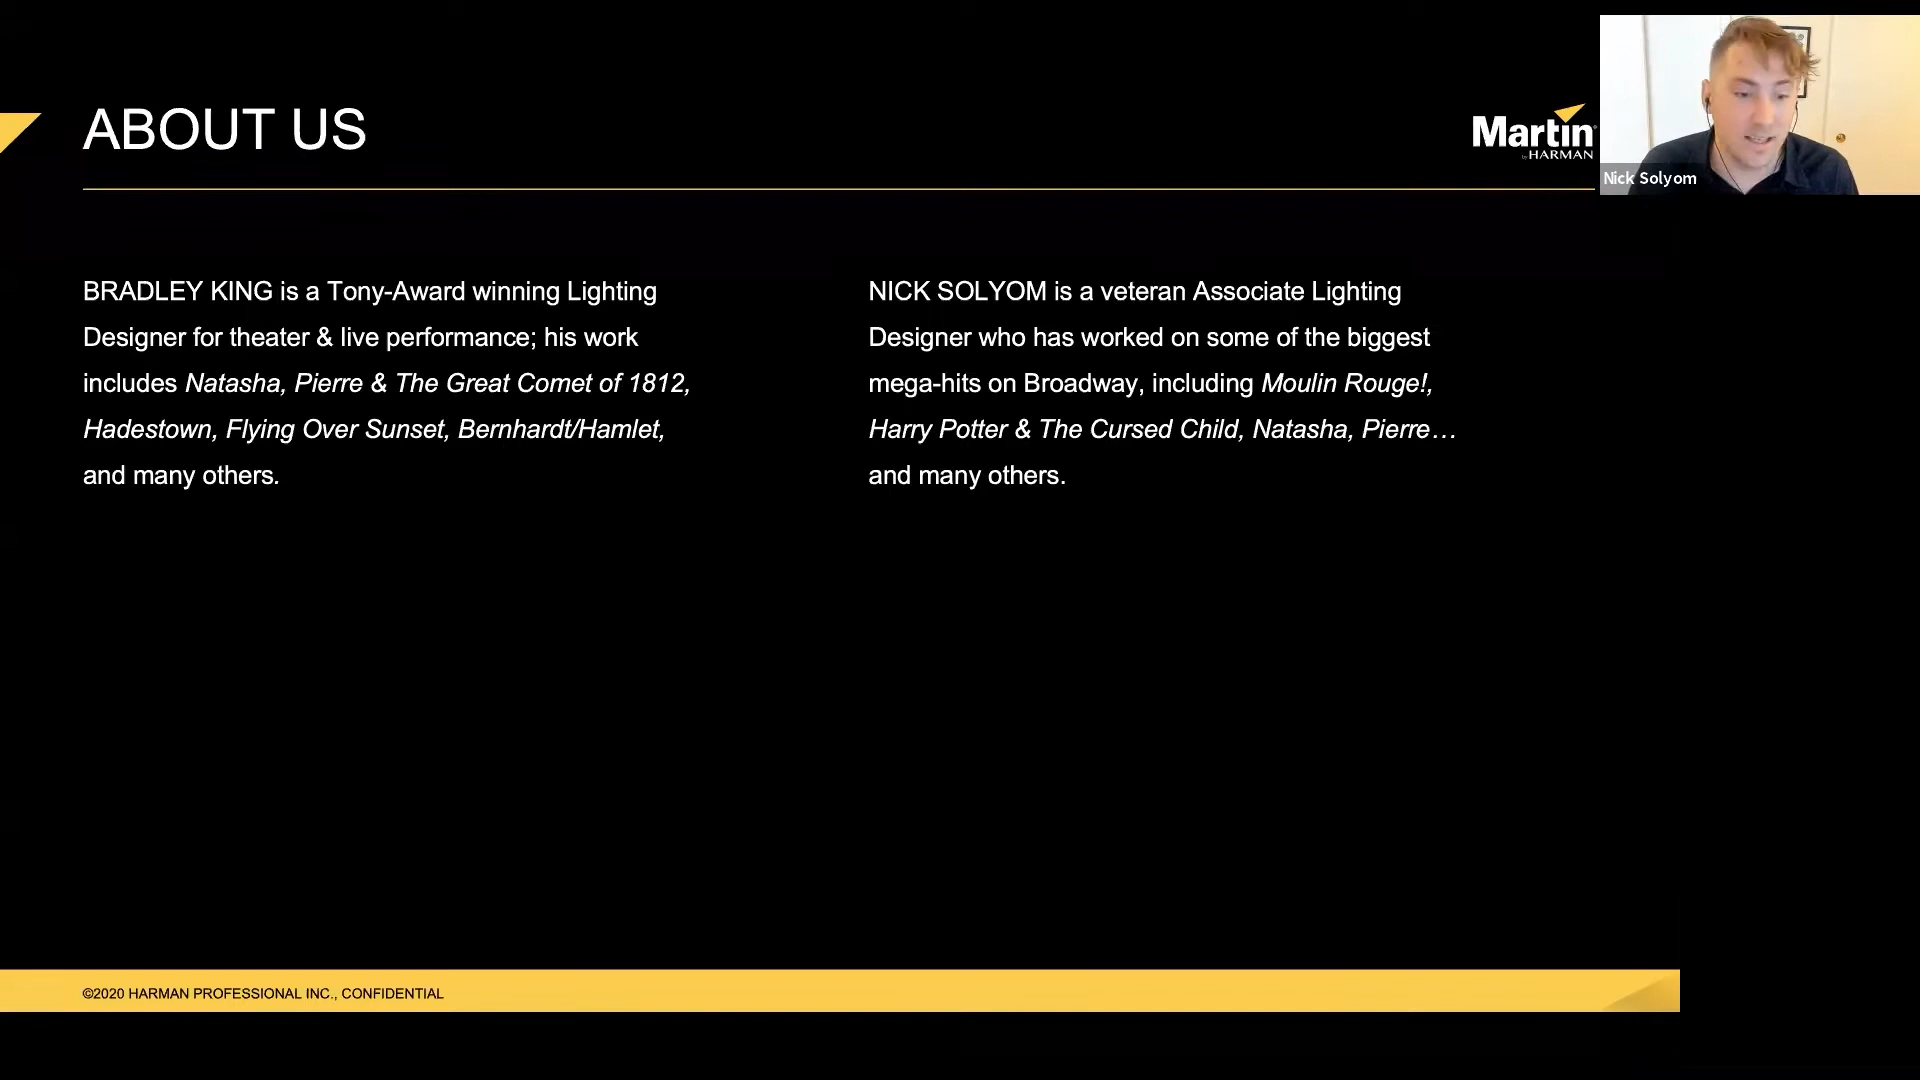 ABOUT US
Martin
by HARMAN
Nick Solyom
BRADLEY KING is a Tony-Award winning Lighting
Designer for theater & live performance; his work
includes Natasha, Pierre & The Great Comet of 1812,
Hadestown, Flying Over Sunset, Bernhardt/Hamlet,
and many others.
NICK SOLYOM is a veteran Associate Lighting
Designer who has worked on some of the biggest
mega-hits on Broadway, including Moulin Rouge!,
Harry Potter & The Cursed Child, Natasha, Pierre…
and many others.
©2020 HARMAN PROFESSIONAL INC., CONFIDENTIAL